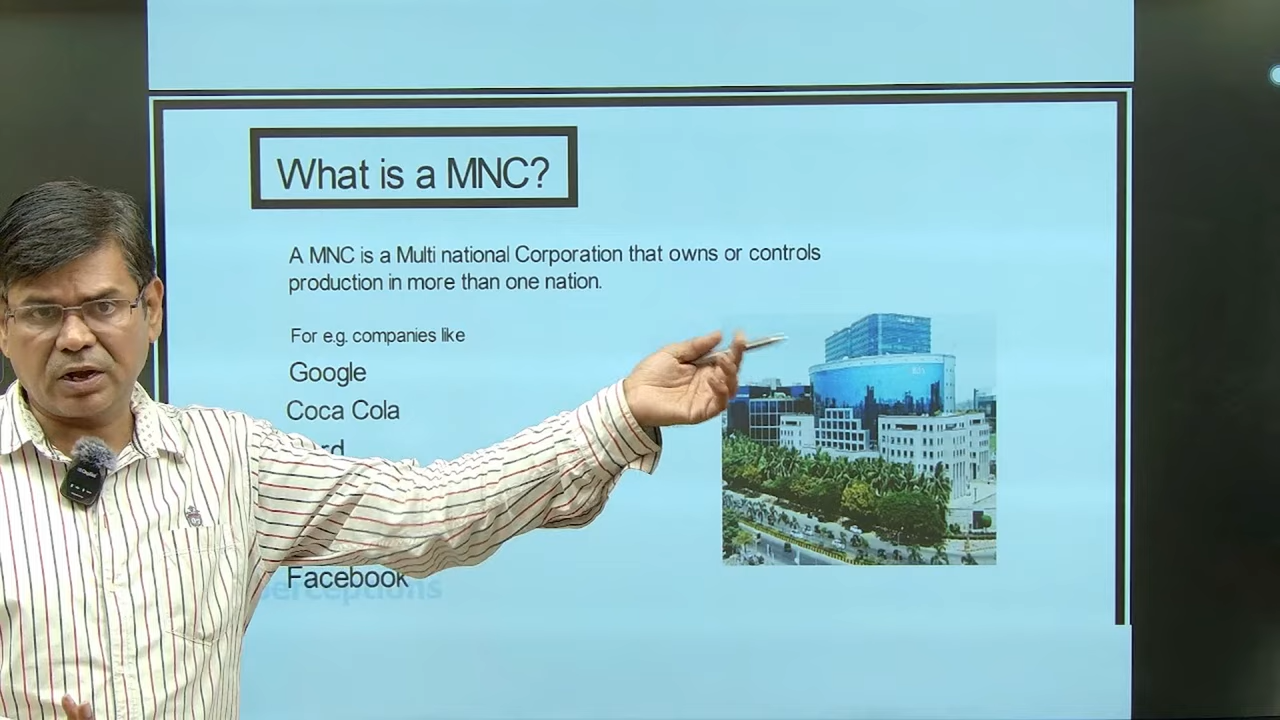 What is a MNC?
A MNC is a Multi national Corporation that owns or controls
production in more than one nation.
For e.g. companies like
Google
Coca Cola
Facebook